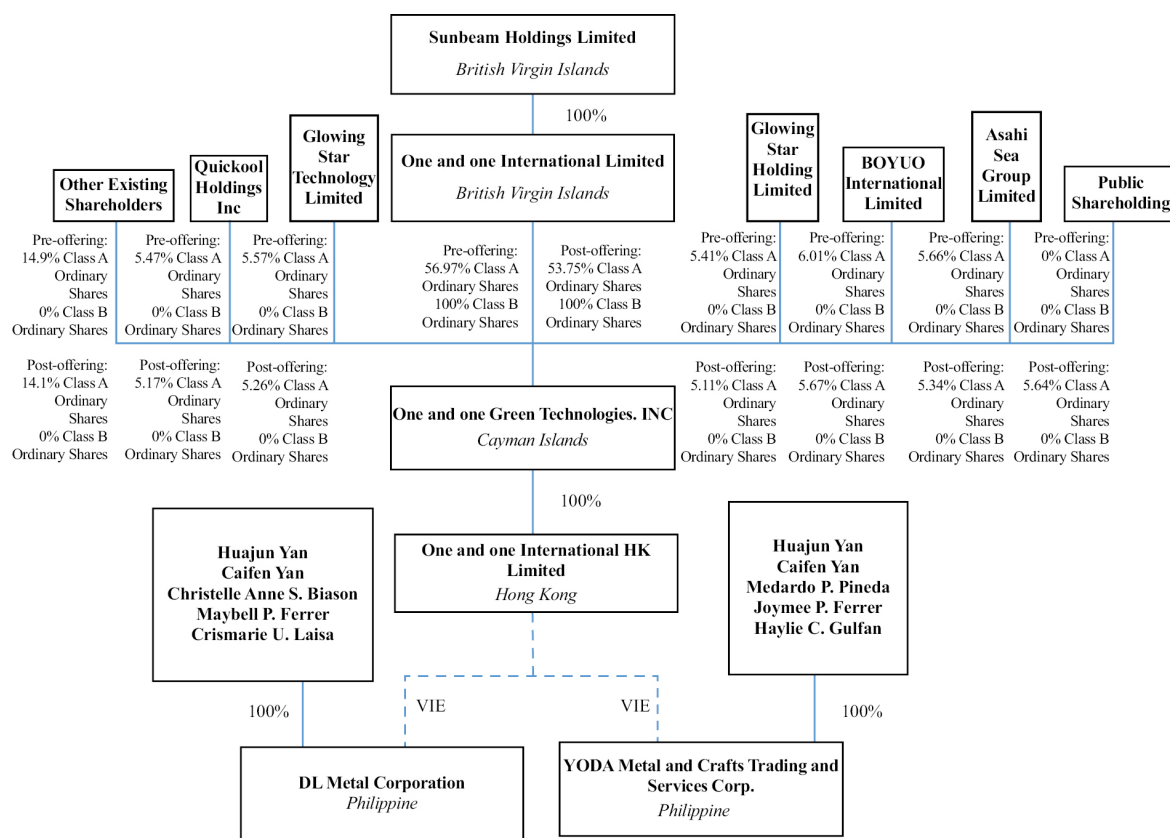 Sunbeam Holdings Limited
British Virgin Islands
100%
One and one International Limited
British Virgin Islands
Other Existing
Shareholders
Quickool
Holdings
Inc
Glowing
Star
Technology
Limited
Glowing
Star
Holding
Limited
BOYUO
International
Limited
Asahi
Sea
Group
Limited
Public
Shareholding
Pre-offering:
14.9% Class A
Ordinary
Shares
0% Class B
Ordinary Shares
Pre-offering:
5.47% Class A
Ordinary
Shares
0% Class B
Ordinary Shares
Pre-offering:
5.57% Class A
Ordinary
Shares
0% Class B
Ordinary Shares
Pre-offering:
56.97% Class A
Ordinary Shares
100% Class B
Ordinary Shares
Post-offering:
53.75% Class A
Ordinary Shares
100% Class B
Ordinary Shares
Pre-offering:
5.41% Class A
Ordinary
Shares
0% Class B
Ordinary Shares
Pre-offering:
6.01% Class A
Ordinary
Shares
0% Class B
Ordinary Shares
Pre-offering:
5.66% Class A
Ordinary
Shares
0% Class B
Ordinary Shares
Pre-offering:
0% Class A
Ordinary
Shares
0% Class B
Ordinary Shares
Post-offering:
14.1% Class A
Ordinary
Shares
0% Class B
Ordinary Shares
Post-offering:
5.17% Class A
Ordinary
Shares
0% Class B
Ordinary Shares
Post-offering:
5.26% Class A
Ordinary
Shares
0% Class B
Ordinary Shares
One and one Green Technologies. INC
Cayman Islands
Post-offering:
5.11% Class A
Ordinary
Shares
0% Class B
Ordinary Shares
Post-offering:
5.67% Class A
Ordinary
Shares
0% Class B
Ordinary Shares
Post-offering:
5.34% Class A
Ordinary
Shares
0% Class B
Ordinary Shares
Post-offering:
5.64% Class A
Ordinary
Shares
0% Class B
Ordinary Shares
100%
Huajun Yan
Caifen Yan
Christelle Anne S. Biason
Maybell P. Ferrer
Crismarie U. Laisa
One and one International HK
Limited
Hong Kong
Huajun Yan
Caifen Yan
Medardo P. Pineda
Joymee P. Ferrer
Haylie C. Gulfan
100%
VIE
VIE
100%
DL Metal Corporation
Philippine
YODA Metal and Crafts Trading and
Services Corp.
Philippine